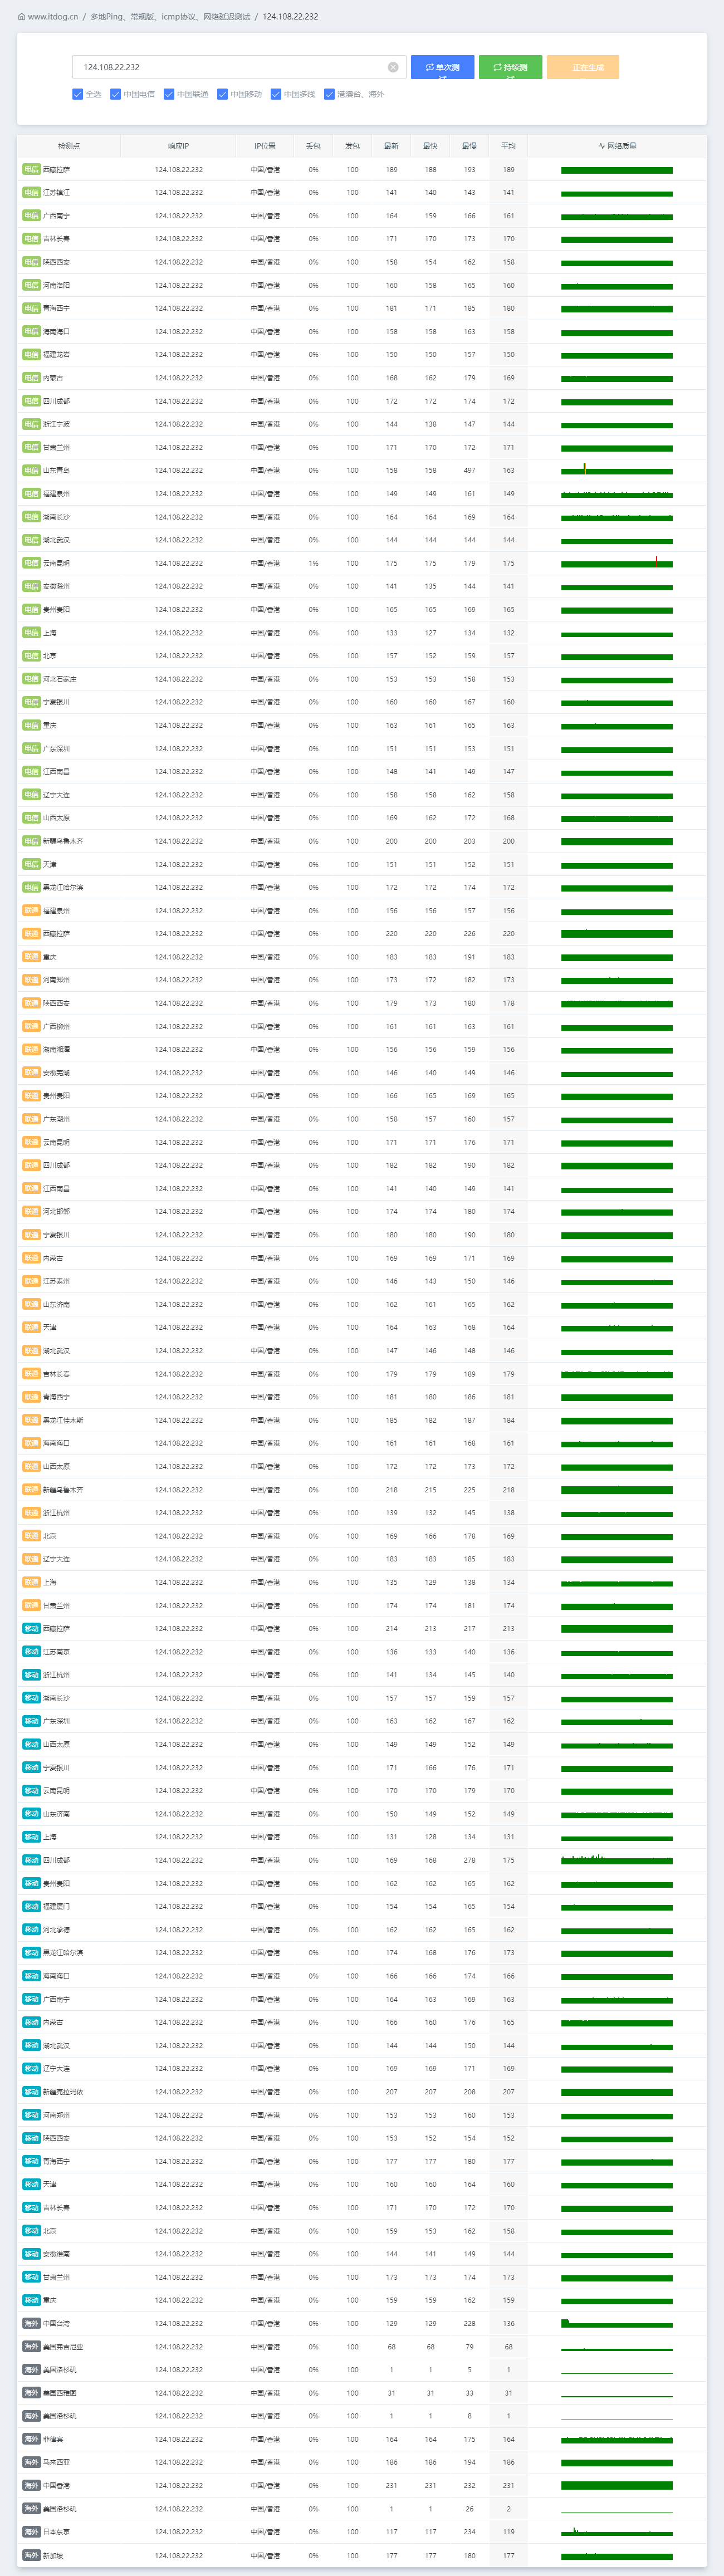 www.itdog.cn / 多地Ping、常规版、icmp协议、网络延迟测试 / 124.108.22.232
124.108.22.232 单次测试 持续测试 正在生成
全选 中国电信 中国联通 中国移动 中国多线 港澳台、海外
检测点 响应IP IP位置 丢包 发包 最新 最快 最慢 平均 网络质量
电信 西藏拉萨 124.108.22.232 中国/香港 0% 100 189 188 193 189
电信 江苏镇江 124.108.22.232 中国/香港 0% 100 141 140 143 141
电信 广西南宁 124.108.22.232 中国/香港 0% 100 164 159 166 161
电信 吉林长春 124.108.22.232 中国/香港 0% 100 171 170 173 170
电信 陕西西安 124.108.22.232 中国/香港 0% 100 158 154 162 158
电信 河南洛阳 124.108.22.232 中国/香港 0% 100 160 158 165 160
电信 青海西宁 124.108.22.232 中国/香港 0% 100 181 171 185 180
电信 海南海口 124.108.22.232 中国/香港 0% 100 158 158 163 158
电信 福建龙岩 124.108.22.232 中国/香港 0% 100 150 150 157 150
电信 内蒙古 124.108.22.232 中国/香港 0% 100 168 162 179 169
电信 四川成都 124.108.22.232 中国/香港 0% 100 172 172 174 172
电信 浙江宁波 124.108.22.232 中国/香港 0% 100 144 138 147 144
电信 甘肃兰州 124.108.22.232 中国/香港 0% 100 171 170 172 171
电信 山东青岛 124.108.22.232 中国/香港 0% 100 158 158 497 163
电信 福建泉州 124.108.22.232 中国/香港 0% 100 149 149 161 149
电信 湖南长沙 124.108.22.232 中国/香港 0% 100 164 164 169 164
电信 湖北武汉 124.108.22.232 中国/香港 0% 100 144 144 144 144
电信 云南昆明 124.108.22.232 中国/香港 1% 100 175 175 179 175
电信 安徽滁州 124.108.22.232 中国/香港 0% 100 141 135 144 141
电信 贵州贵阳 124.108.22.232 中国/香港 0% 100 165 165 169 165
电信 上海 124.108.22.232 中国/香港 0% 100 133 127 134 132
电信 北京 124.108.22.232 中国/香港 0% 100 157 152 159 157
电信 河北石家庄 124.108.22.232 中国/香港 0% 100 153 153 158 153
电信 宁夏银川 124.108.22.232 中国/香港 0% 100 160 160 167 160
电信 重庆 124.108.22.232 中国/香港 0% 100 163 161 165 163
电信 广东深圳 124.108.22.232 中国/香港 0% 100 151 151 153 151
电信 江西南昌 124.108.22.232 中国/香港 0% 100 148 141 149 147
电信 辽宁大连 124.108.22.232 中国/香港 0% 100 158 158 162 158
电信 山西太原 124.108.22.232 中国/香港 0% 100 169 162 172 168
电信 新疆乌鲁木齐 124.108.22.232 中国/香港 0% 100 200 200 203 200
电信 天津 124.108.22.232 中国/香港 0% 100 151 151 152 151
电信 黑龙江哈尔滨 124.108.22.232 中国/香港 0% 100 172 172 174 172
联通 福建泉州 124.108.22.232 中国/香港 0% 100 156 156 157 156
联通 西藏拉萨 124.108.22.232 中国/香港 0% 100 220 220 226 220
联通 重庆 124.108.22.232 中国/香港 0% 100 183 183 191 183
联通 河南郑州 124.108.22.232 中国/香港 0% 100 173 172 182 173
联通 陕西西安 124.108.22.232 中国/香港 0% 100 179 173 180 178
联通 广西柳州 124.108.22.232 中国/香港 0% 100 161 161 163 161
联通 湖南湘潭 124.108.22.232 中国/香港 0% 100 156 156 159 156
联通 安徽芜湖 124.108.22.232 中国/香港 0% 100 146 140 149 146
联通 贵州贵阳 124.108.22.232 中国/香港 0% 100 166 165 169 165
联通 广东潮州 124.108.22.232 中国/香港 0% 100 158 157 160 157
联通 云南昆明 124.108.22.232 中国/香港 0% 100 171 171 176 171
联通 四川成都 124.108.22.232 中国/香港 0% 100 182 182 190 182
联通 江西南昌 124.108.22.232 中国/香港 0% 100 141 140 149 141
联通 河北邯郸 124.108.22.232 中国/香港 0% 100 174 174 180 174
联通 宁夏银川 124.108.22.232 中国/香港 0% 100 180 180 190 180
联通 内蒙古 124.108.22.232 中国/香港 0% 100 169 169 171 169
联通 江苏泰州 124.108.22.232 中国/香港 0% 100 146 143 150 146
联通 山东济南 124.108.22.232 中国/香港 0% 100 162 161 165 162
联通 天津 124.108.22.232 中国/香港 0% 100 164 163 168 164
联通 湖北武汉 124.108.22.232 中国/香港 0% 100 147 146 148 146
联通 吉林长春 124.108.22.232 中国/香港 0% 100 179 179 189 179
联通 青海西宁 124.108.22.232 中国/香港 0% 100 181 180 186 181
联通 黑龙江佳木斯 124.108.22.232 中国/香港 0% 100 185 182 187 184
联通 海南海口 124.108.22.232 中国/香港 0% 100 161 161 168 161
联通 山西太原 124.108.22.232 中国/香港 0% 100 172 172 173 172
联通 新疆乌鲁木齐 124.108.22.232 中国/香港 0% 100 218 215 225 218
联通 浙江杭州 124.108.22.232 中国/香港 0% 100 139 132 145 138
联通 北京 124.108.22.232 中国/香港 0% 100 169 166 178 169
联通 辽宁大连 124.108.22.232 中国/香港 0% 100 183 183 185 183
联通 上海 124.108.22.232 中国/香港 0% 100 135 129 138 134
联通 甘肃兰州 124.108.22.232 中国/香港 0% 100 174 174 181 174
移动 西藏拉萨 124.108.22.232 中国/香港 0% 100 214 213 217 213
移动 江苏南京 124.108.22.232 中国/香港 0% 100 136 133 140 136
移动 浙江杭州 124.108.22.232 中国/香港 0% 100 141 134 145 140
移动 湖南长沙 124.108.22.232 中国/香港 0% 100 157 157 159 157
移动 广东深圳 124.108.22.232 中国/香港 0% 100 163 162 167 162
移动 山西太原 124.108.22.232 中国/香港 0% 100 149 149 152 149
移动 宁夏银川 124.108.22.232 中国/香港 0% 100 171 166 176 171
移动 云南昆明 124.108.22.232 中国/香港 0% 100 170 170 179 170
移动 山东济南 124.108.22.232 中国/香港 0% 100 150 149 152 149
移动 上海 124.108.22.232 中国/香港 0% 100 131 128 134 131
移动 四川成都 124.108.22.232 中国/香港 0% 100 169 168 278 175
移动 贵州贵阳 124.108.22.232 中国/香港 0% 100 162 162 165 162
移动 福建厦门 124.108.22.232 中国/香港 0% 100 154 154 165 154
移动 河北承德 124.108.22.232 中国/香港 0% 100 162 162 165 162
移动 黑龙江哈尔滨 124.108.22.232 中国/香港 0% 100 174 168 176 173
移动 海南海口 124.108.22.232 中国/香港 0% 100 166 166 174 166
移动 广西南宁 124.108.22.232 中国/香港 0% 100 164 163 169 163
移动 内蒙古 124.108.22.232 中国/香港 0% 100 166 160 176 165
移动 湖北武汉 124.108.22.232 中国/香港 0% 100 144 144 150 144
移动 辽宁大连 124.108.22.232 中国/香港 0% 100 169 169 171 169
移动 新疆克拉玛依 124.108.22.232 中国/香港 0% 100 207 207 208 207
移动 河南郑州 124.108.22.232 中国/香港 0% 100 153 153 160 153
移动 陕西西安 124.108.22.232 中国/香港 0% 100 153 152 154 152
移动 青海西宁 124.108.22.232 中国/香港 0% 100 177 177 180 177
移动 天津 124.108.22.232 中国/香港 0% 100 160 160 164 160
移动 吉林长春 124.108.22.232 中国/香港 0% 100 171 170 172 170
移动 北京 124.108.22.232 中国/香港 0% 100 159 153 162 158
移动 安徽淮南 124.108.22.232 中国/香港 0% 100 144 141 149 144
移动 甘肃兰州 124.108.22.232 中国/香港 0% 100 173 173 174 173
移动 重庆 124.108.22.232 中国/香港 0% 100 159 159 162 159
海外 中国台湾 124.108.22.232 中国/香港 0% 100 129 129 228 136
海外 美国弗吉尼亚 124.108.22.232 中国/香港 0% 100 68 68 79 68
海外 美国洛杉矶 124.108.22.232 中国/香港 0% 100 1 1 5 1
海外 美国西雅图 124.108.22.232 中国/香港 0% 100 31 31 33 31
海外 美国洛杉矶 124.108.22.232 中国/香港 0% 100 1 1 8 1
海外 菲律宾 124.108.22.232 中国/香港 0% 100 164 164 175 164
海外 马来西亚 124.108.22.232 中国/香港 0% 100 186 186 194 186
海外 中国香港 124.108.22.232 中国/香港 0% 100 231 231 232 231
海外 美国洛杉矶 124.108.22.232 中国/香港 0% 100 1 1 26 2
海外 日本东京 124.108.22.232 中国/香港 0% 100 117 117 234 119
海外 新加坡 124.108.22.232 中国/香港 0% 100 177 177 180 177